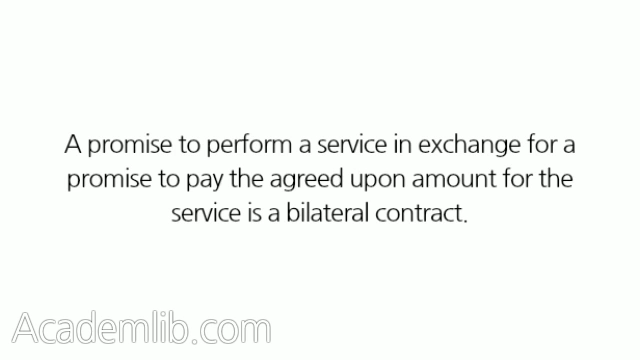 A promise to perform a service in exchange for a
promise to pay the agreed upon amount for the
service is a bilateral contract.
Academlib.com